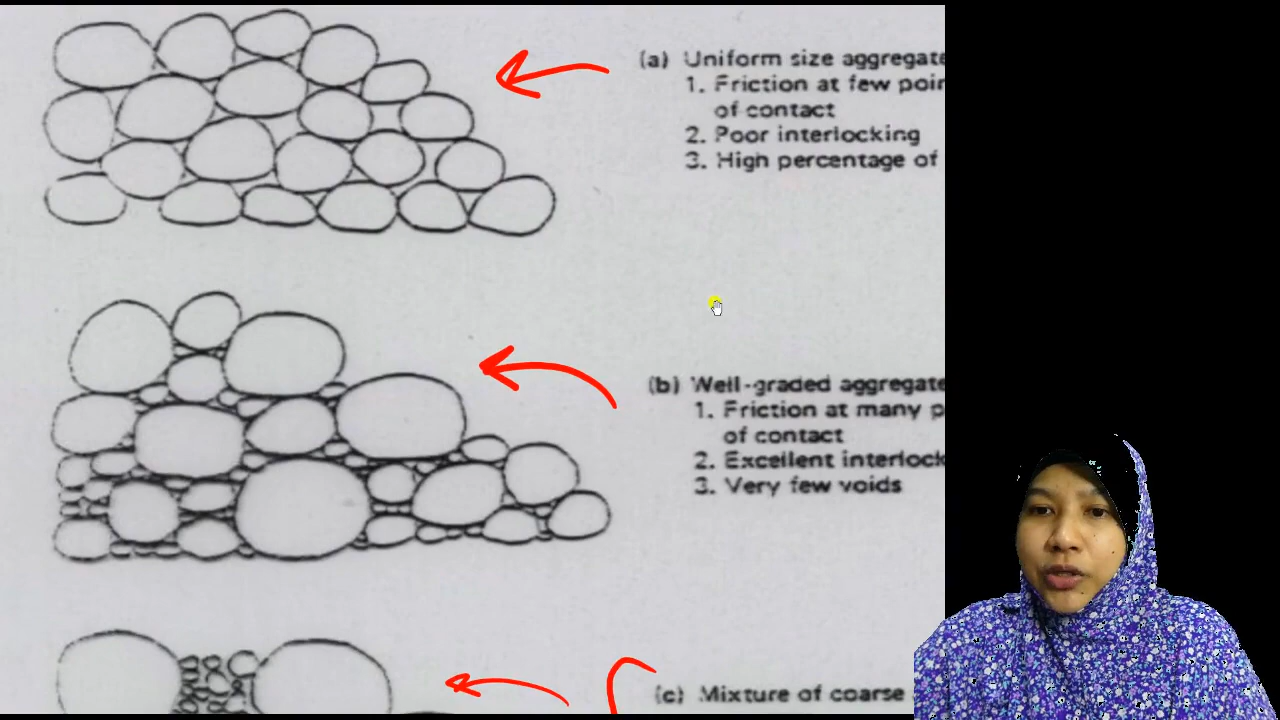 (a) Uniform size aggregate
1. Friction at few poin
of contact
2. Poor interlocking
3. High percentage of
(b) Well-graded aggregate
1. Friction at many p
of contact
2. Excellent interlock
3. Very few voids
(c) Mixture of coarse